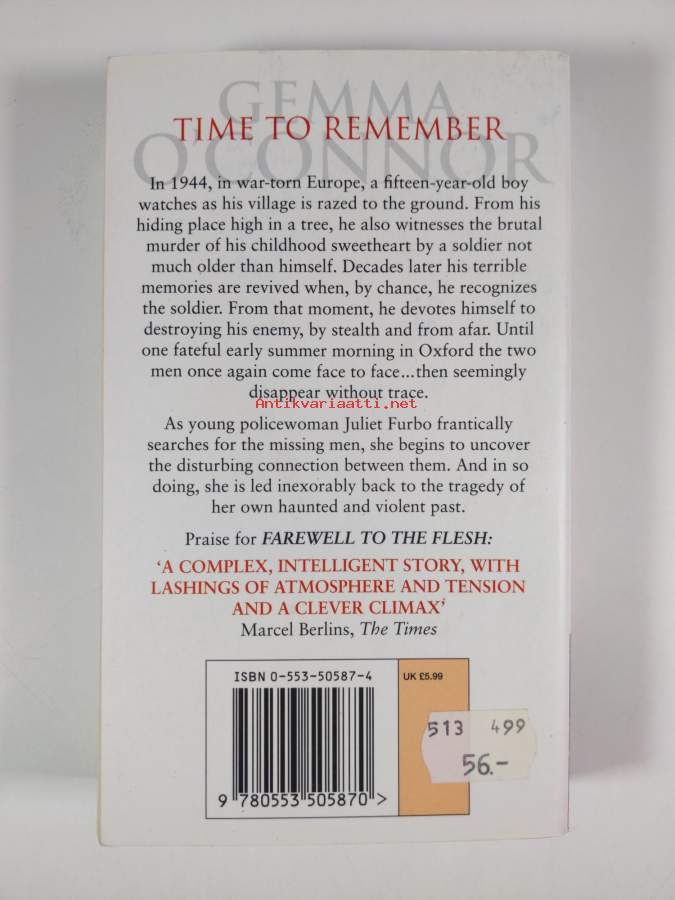 GEMMA
TIME TO REMEMBER
O'CONNOR
In 1944, in war-torn Europe, a fifteen-year-old boy
watches as his village is razed to the ground. From his
hiding place high in a tree, he also witnesses the brutal
murder of his childhood sweetheart by a soldier not
much older than himself. Decades later his terrible
memories are revived when, by chance, he recognizes
the soldier. From that moment, he devotes himself to
destroying his enemy, by stealth and from afar. Until
one fateful early summer morning in Oxford the two
men once again come face to face...then seemingly
disappear without trace.
Antikvariaatti.net
As young policewoman Juliet Furbo frantically
searches for the missing men, she begins to uncover
the disturbing connection between them. And in so
doing, she is led inexorably back to the tragedy of
her own haunted and violent past.
Praise for FAREWELL TO THE FLESH:
'A COMPLEX, INTELLIGENT STORY, WITH
LASHINGS OF ATMOSPHERE AND TENSION
AND A CLEVER CLIMAX'
Marcel Berlins, The Times
ISBN 0-553-50587-4
UK £5.99
513 499
56.-
9 780553 505870 >